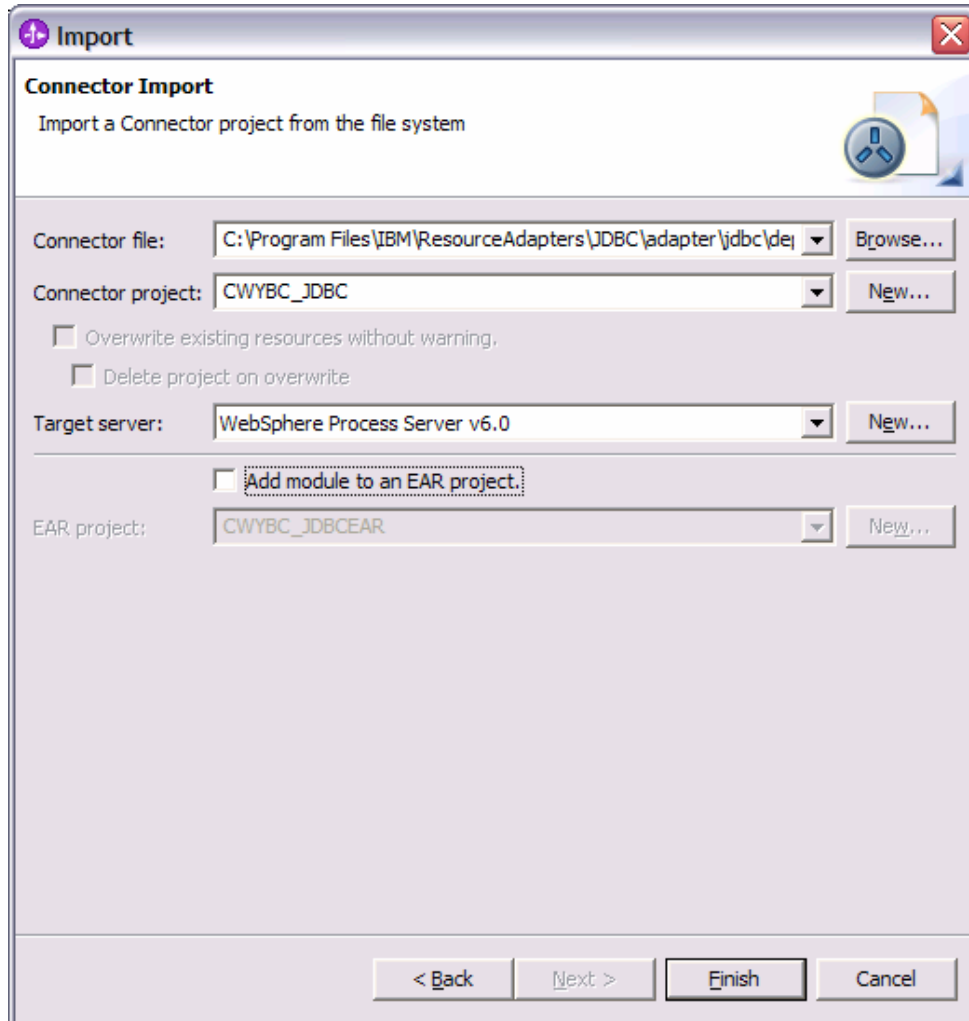 Import
Connector Import
Import a Connector project from the file system
Connector file: C:\Program Files\IBM\ResourceAdapters\JDBC\adapter\jdbc\dep Browse...
Connector project: CWYBC_JDBC New...
Overwrite existing resources without warning.
Delete project on overwrite
Target server: WebSphere Process Server v6.0 New...
Add module to an EAR project.
EAR project: CWYBC_JDBCEAR New...
< Back Next > Finish Cancel